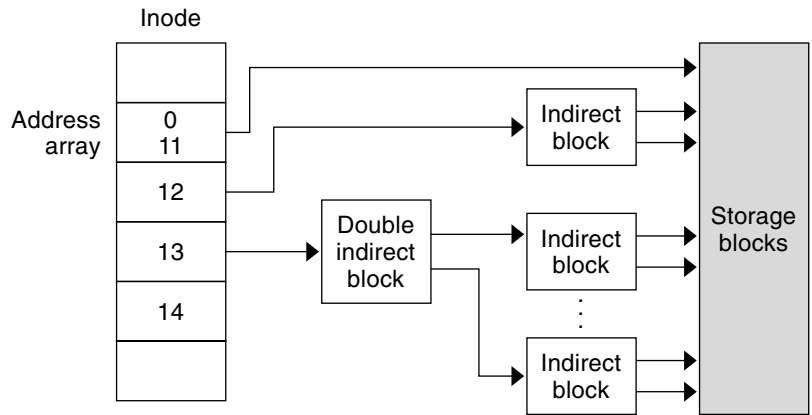 Inode
Address
array
0
11
12
13
14
Double
indirect
block
Indirect
block
Indirect
block
Indirect
block
Storage
blocks